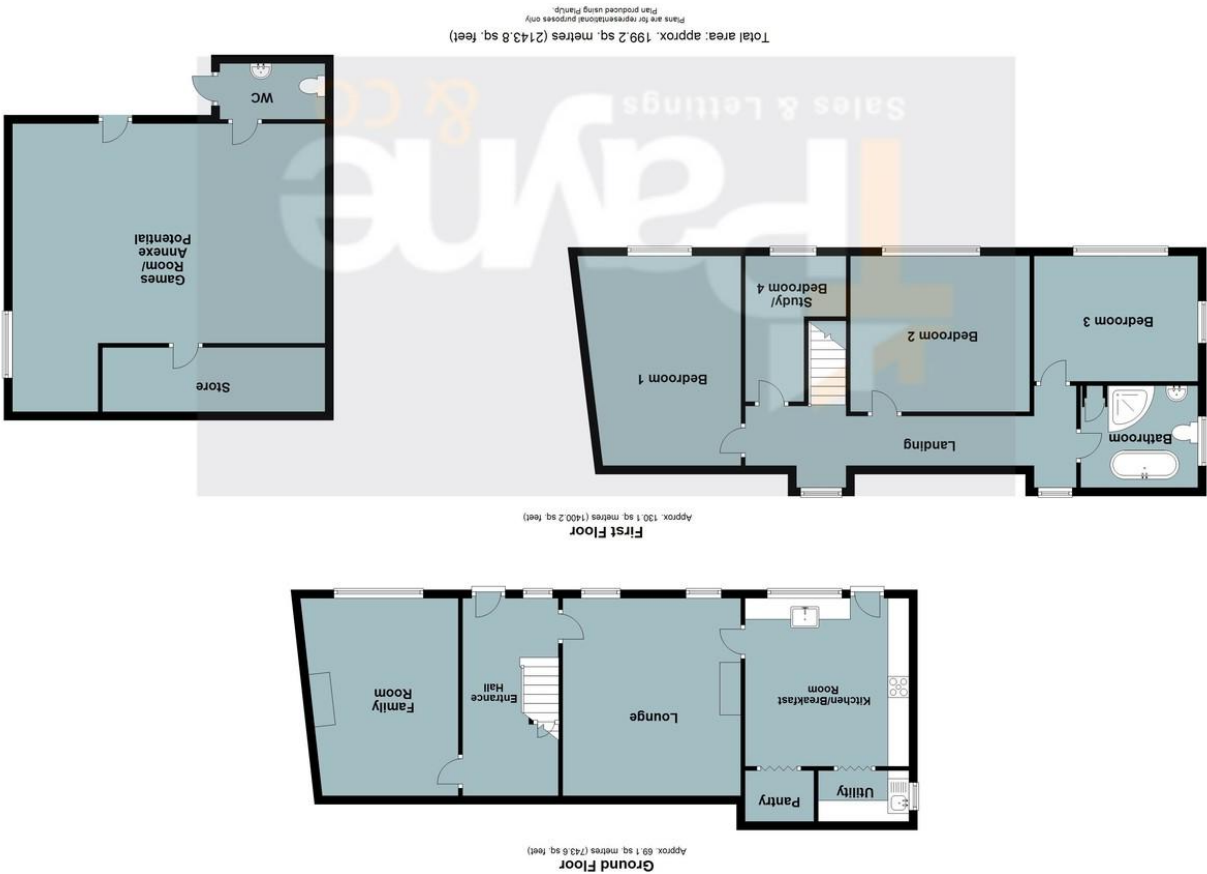 Ground Floor
Approx. 69.1 sq. metres (743.6 sq. feet)
Utility
Pantry
Kitchen/Breakfast
Room
Lounge
Entrance
Hall
Family
Room
First Floor
Approx. 130.1 sq. metres (1400.2 sq. feet)
Bathroom
Landing
Bedroom 1
Bedroom 2
Bedroom 3
Study/
Bedroom 4
Store
Games
Room/
Annexe
Potential
WC
Payne
& CO
Sales & Lettings
Total area: approx. 199.2 sq. metres (2143.8 sq. feet)
Plans are for representational purposes only
Plan produced using PlanUp.